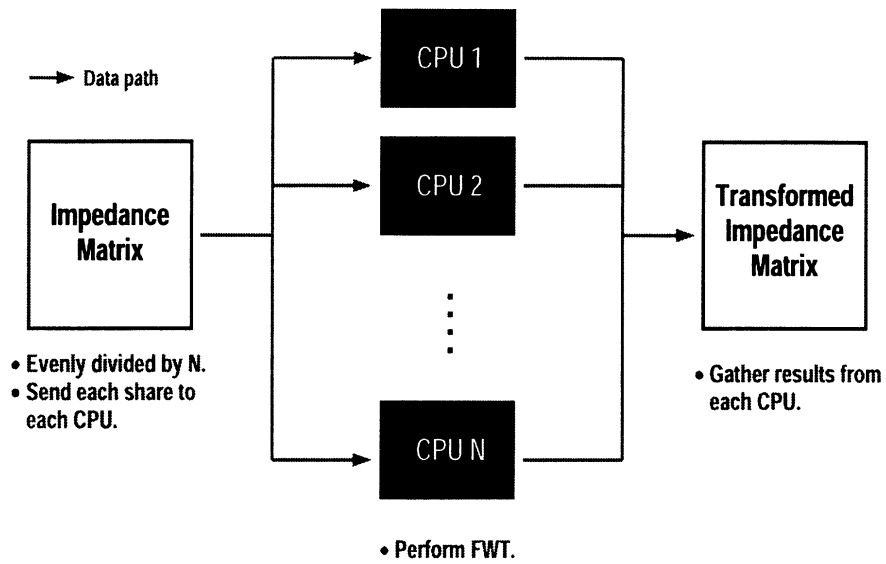 CPU 1
Data path
CPU 2
Impedance
Matrix
Transformed
Impedance
Matrix
• Evenly divided by N.
• Send each share to
each CPU.
• Gather results from
each CPU.
CPU N
• Perform FWT.